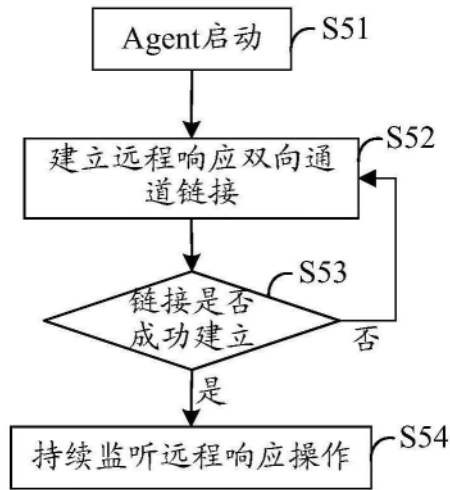 Agent启动
S51
建立远程响应双向通
道链接
S52
链接是否
成功建立
S53
否
是
持续监听远程响应操作
S54